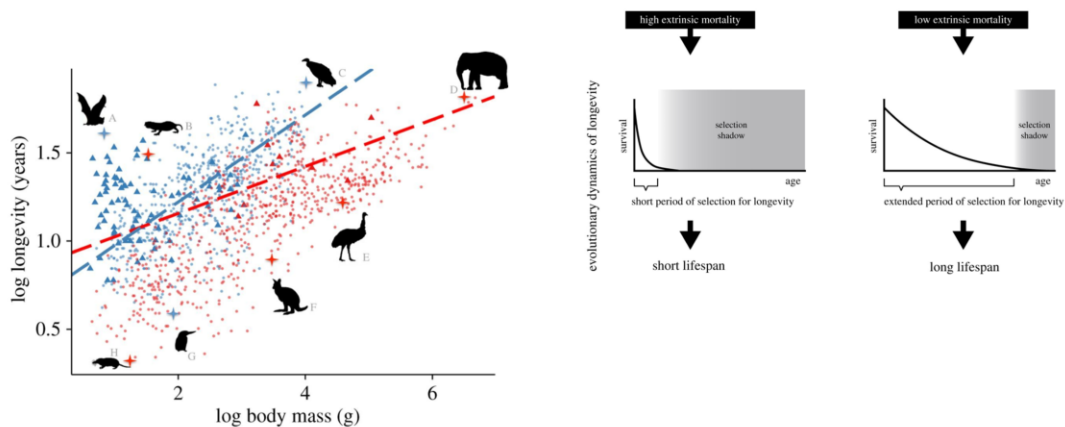 log longevity (years)
1.5
1.0
0.5
2
4
6
log body mass (g)
A
B
C
D
E
F
G
H
evolutionary dynamics of longevity
high extrinsic mortality
survival
selection
shadow
age
short period of selection for longevity
short lifespan
low extrinsic mortality
survival
selection
shadow
age
extended period of selection for longevity
long lifespan